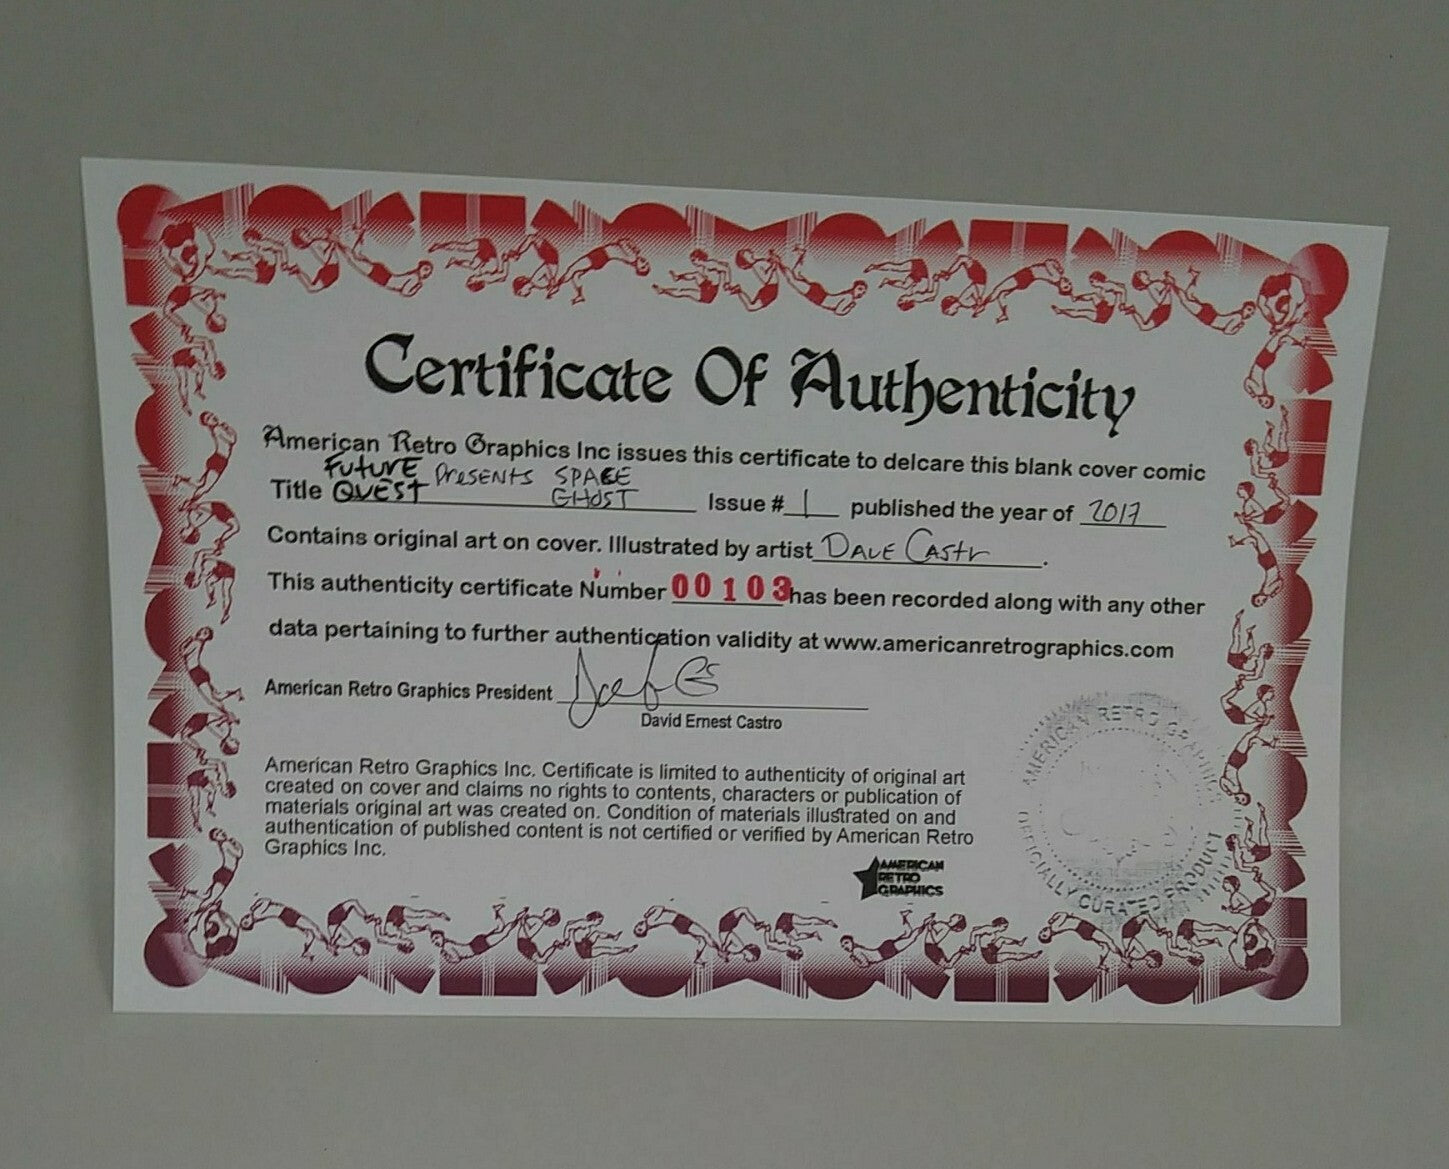 Certificate Of Authenticity
American Retro Graphics Inc issues this certificate to delcare this blank cover comic
Title FUTURE QUEST PRESENTS SPACE GHOST Issue # 1 published the year of 2017
Contains original art on cover. Illustrated by artist DAVE CASTR.
This authenticity certificate Number 00103 has been recorded along with any other
data pertaining to further authentication validity at www.americanretrographics.com
American Retro Graphics President
David Ernest Castro
American Retro Graphics Inc. Certificate is limited to authenticity of original art
created on cover and claims no rights to contents, characters or publication of
materials original art was created on. Condition of materials illustrated on and
authentication of published content is not certified or verified by American Retro
Graphics Inc.
AMERICAN
RETRO
GRAPHICS
AMERICAN RETRO GRAPHICS
OFFICIALLY CURATED PRODUCT